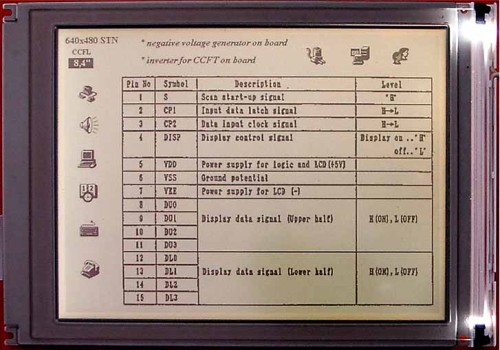 640x480 STN
CCFL
8,4"
*negative voltage generator on board
*inverter for CCFT on board
Pin No Symbol Description Level
1 S Scan start-up signal "H"
2 CP1 Input data latch signal H→L
3 CP2 Data input clock signal H→L
4 DISP Display control signal Display on .."H"
off.."L"
5 VDD Power supply for logic and LCD(+5V)
6 VSS Ground potential
7 VEE Power supply for LCD (-)
8 DU0
9 DU1 Display data signal (Upper half) H(ON),L(OFF)
10 DU2
11 DU3
12 DL0
13 DL1 Display data signal (Lower half) H(ON),L(OFF)
14 DL2
15 DL3